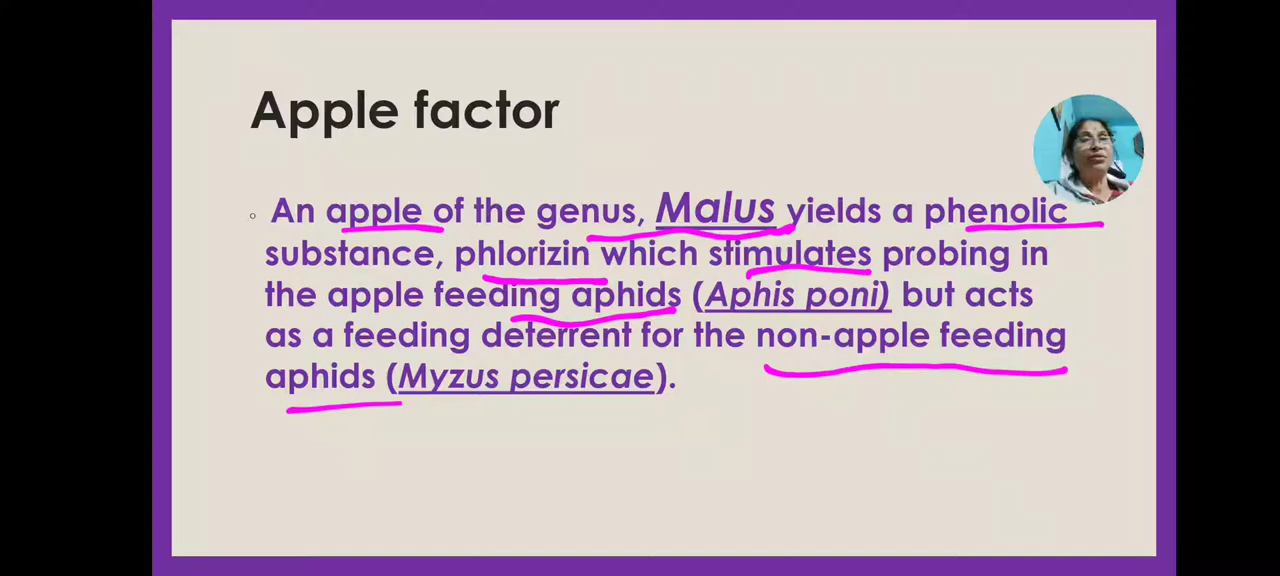 Apple factor
An apple of the genus, Malus yields a phenolic
substance, phlorizin which stimulates probing in
the apple feeding aphids (Aphis poni) but acts
as a feeding deterrent for the non-apple feeding
aphids (Myzus persicae).